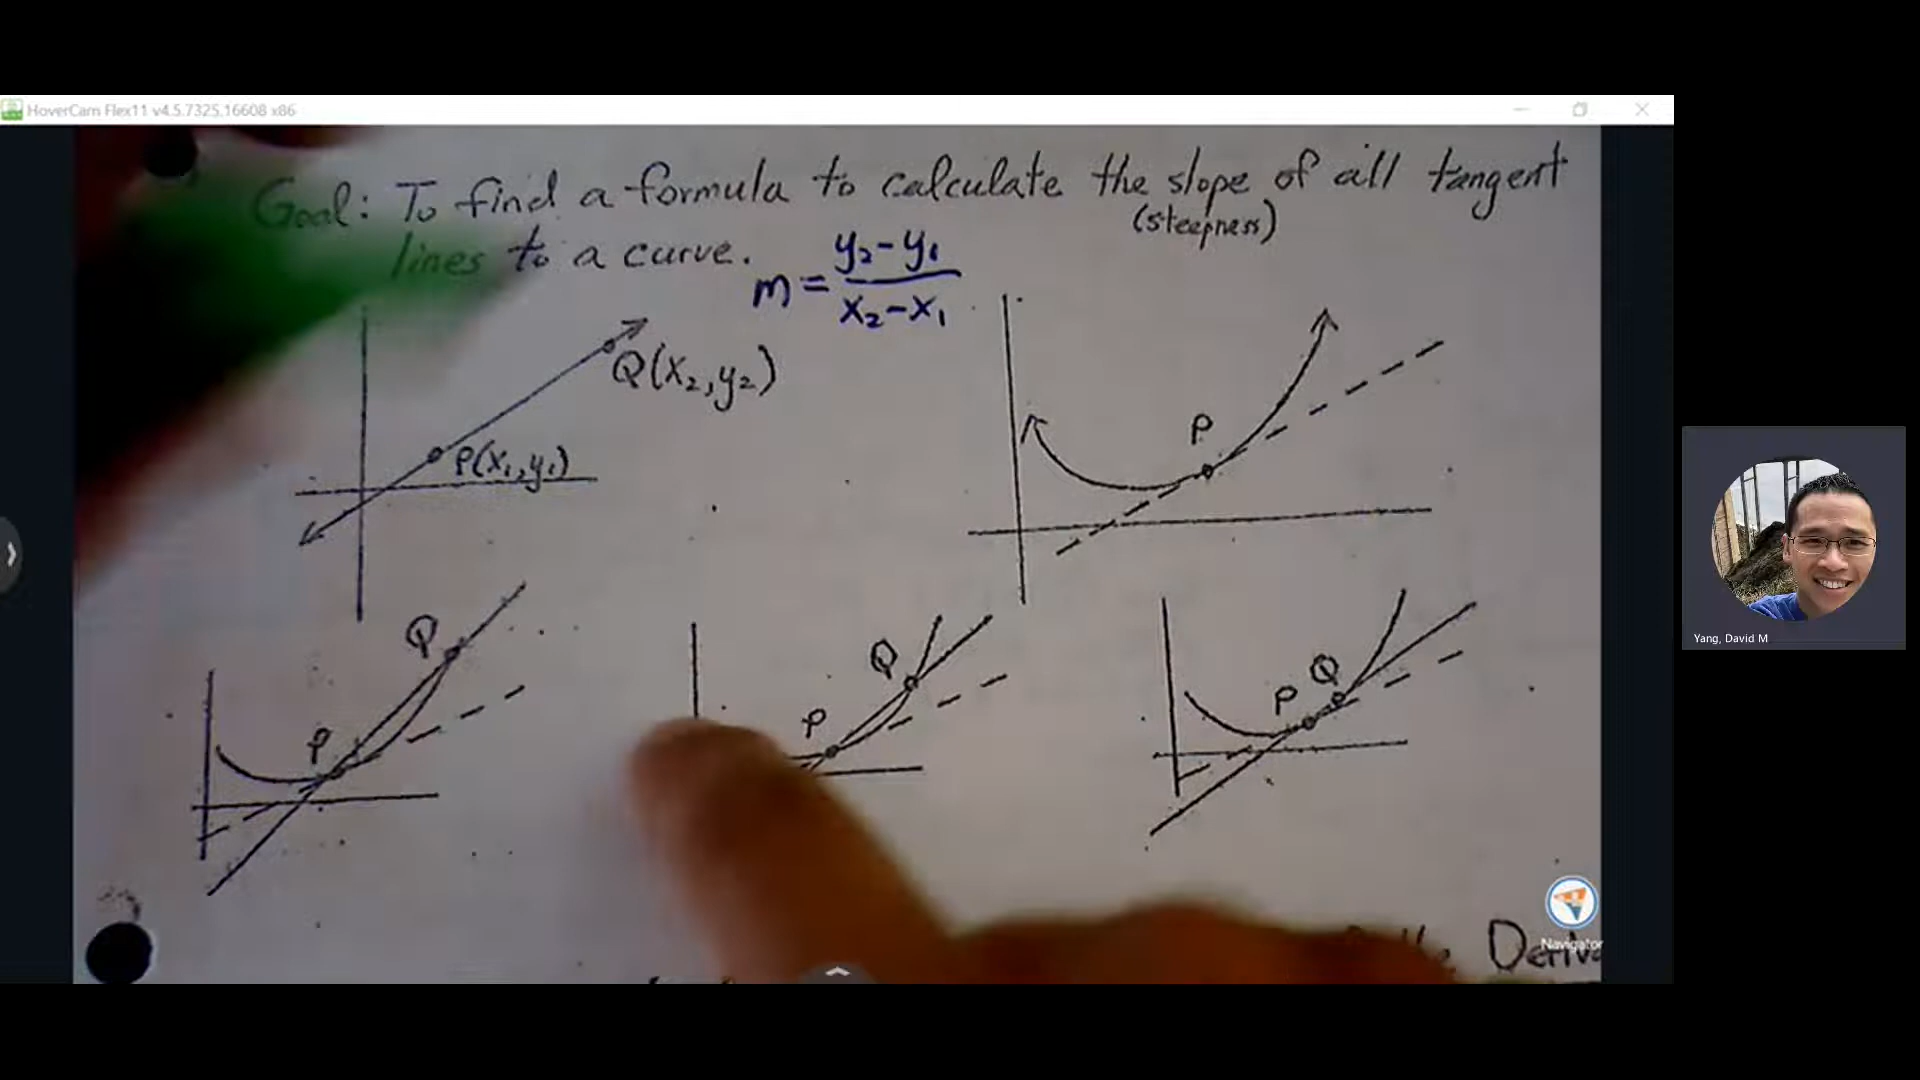 HoverCam Flex11 v4.5.7325.16608 x86
Goal: To find a formula to calculate the slope of all tangent
(steepness)
lines to a curve.
m = y₂-y₁
x₂-x₁
Q(x₂,y₂)
P(x₁,y₁)
P
Q
P
Q
P
Q
P
Yang, David M
Navigator